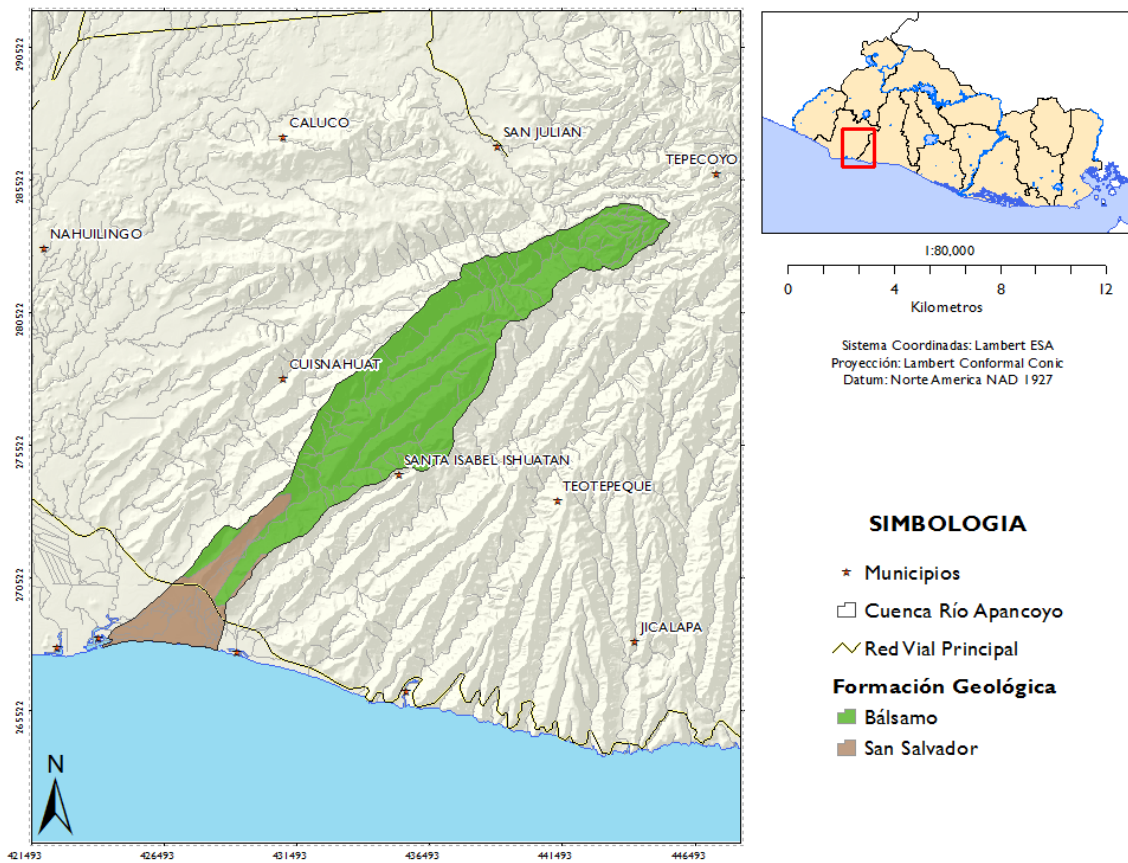 290522
285522
280522
275522
270522
265522
421493
426493
431493
436493
441493
446493
CALUCO
SAN JULIAN
TEPECOYO
NAHUILINGO
CUISNAHUAT
SANTA ISABEL ISHUATAN
TEOTEPEQUE
JICALAPA
N
1:80,000
0 4 8 12
Kilometros
Sistema Coordinadas: Lambert ESA
Proyección: Lambert Conformal Conic
Datum: Norte America NAD 1927
SIMBOLOGIA
Municipios
Cuenca Río Apancoyo
Red Vial Principal
Formación Geológica
Bálsamo
San Salvador